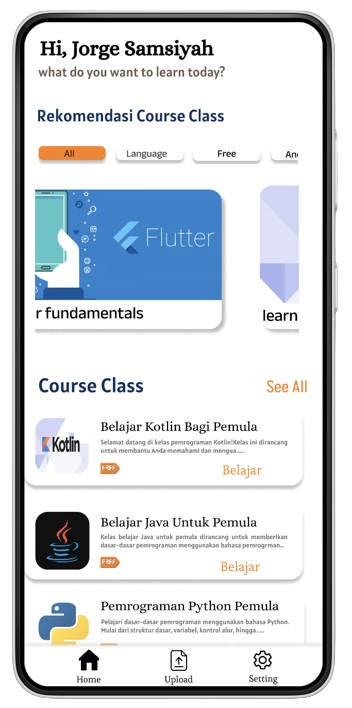 Hi, Jorge Samsiyah
what do you want to learn today?
Rekomendasi Course Class
All
Language
Free
An
Flutter
r fundamentals
learn
Course Class
See All
Kotlin
Belajar Kotlin Bagi Pemula
Selamat datang di kelas pemrograman Kotlin!Kelas ini dirancang
untuk membantu Anda memahami dan mengua.....
FREE
Belajar
Belajar Java Untuk Pemula
Kelas belajar Java untuk pemula dirancang untuk memberikan
dasar-dasar pemrograman menggunakan bahasa pemogrman...
FREE
Belajar
Pemrograman Python Pemula
Pelajari dasar-dasar pemrograman menggunakan bahasa Python.
Mulai dari struktur dasar, variabel, kontrol alur, hingga ....
Home
Upload
Setting